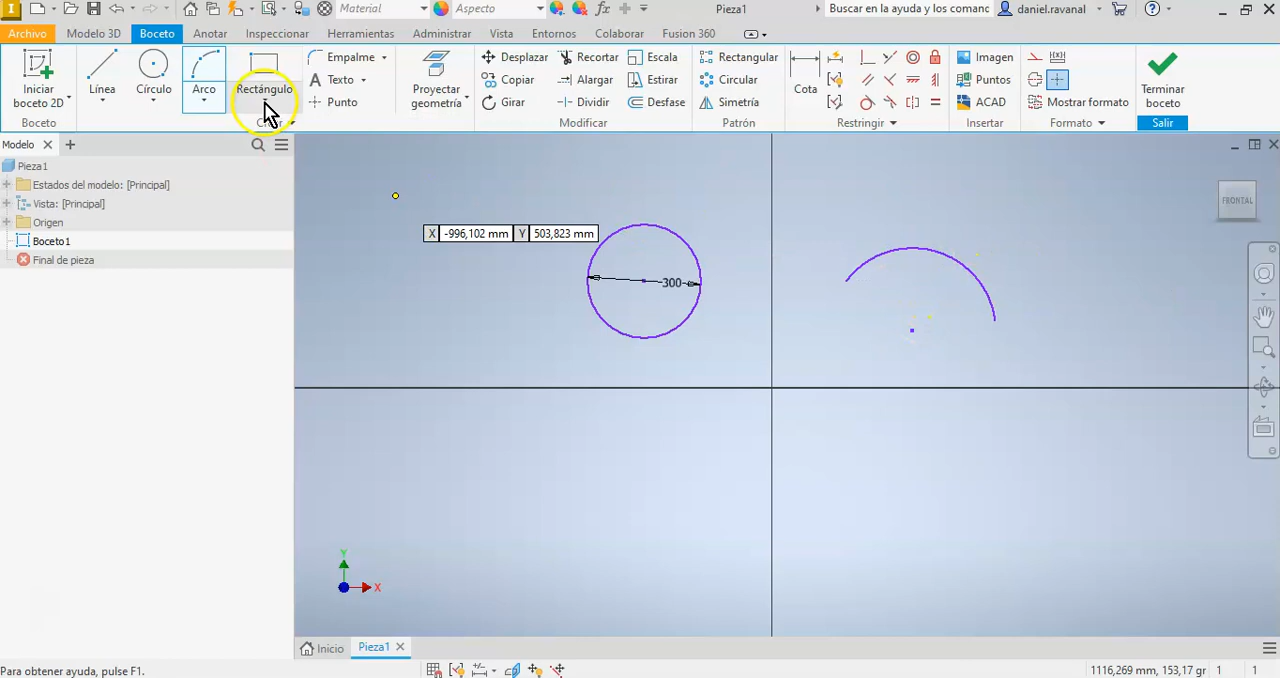 I Material Aspecto fx Pieza1 Buscar en la ayuda y los comanc daniel.ravanal ?
Archivo Modelo 3D Boceto Anotar Inspeccionar Herramientas Administrar Vista Entornos Colaborar Fusion 360
Iniciar boceto 2D Línea Círculo Arco Rectángulo
Empalme
Texto
Punto
Proyectar geometría
Desplazar Recortar Escala
Copiar Alargar Estirar
Girar Dividir Desfase
Rectangular
Circular
Simetría
Cota
Imagen
Puntos
ACAD
Mostrar formato
Terminar boceto
Boceto Modificar Patrón Restringir Insertar Formato Salir
Modelo
Pieza1
Estados del modelo: [Principal]
Vista: [Principal]
Origen
Boceto1
Final de pieza
FRONTAL
X -996,102 mm Y 503,823 mm
300
Y
X
Inicio Pieza1
Para obtener ayuda, pulse F1. 1116,269 mm, 153,17 gr 1 1